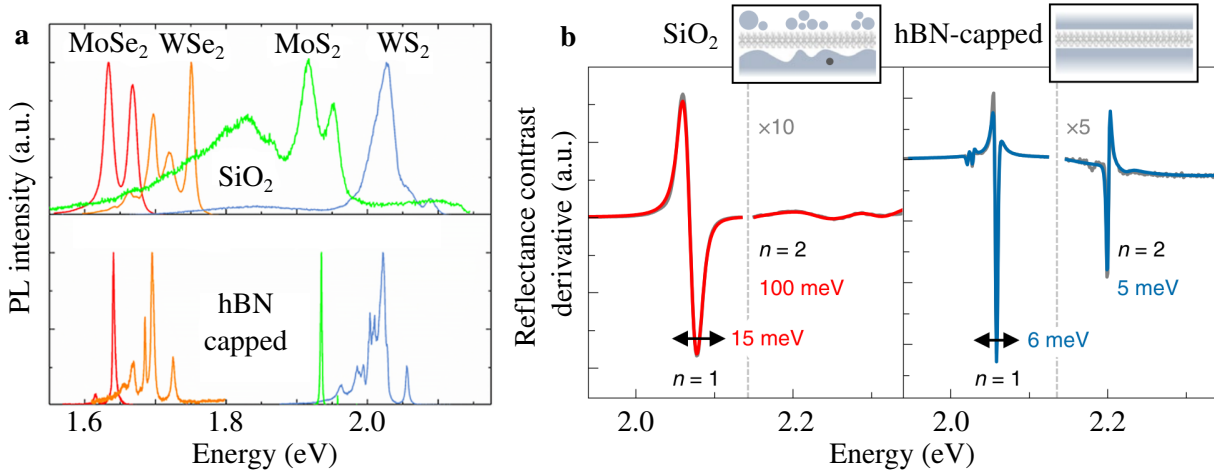 a
MoSe2 WSe2 MoS2 WS2
SiO2
hBN
capped
PL intensity (a.u.)
1.6 1.8 2.0
Energy (eV)
b
SiO2 hBN-capped
×10
×5
n = 2
100 meV
15 meV
n = 1
n = 2
5 meV
6 meV
n = 1
Reflectance contrast
derivative (a.u.)
2.0 2.2 2.0 2.2
Energy (eV)